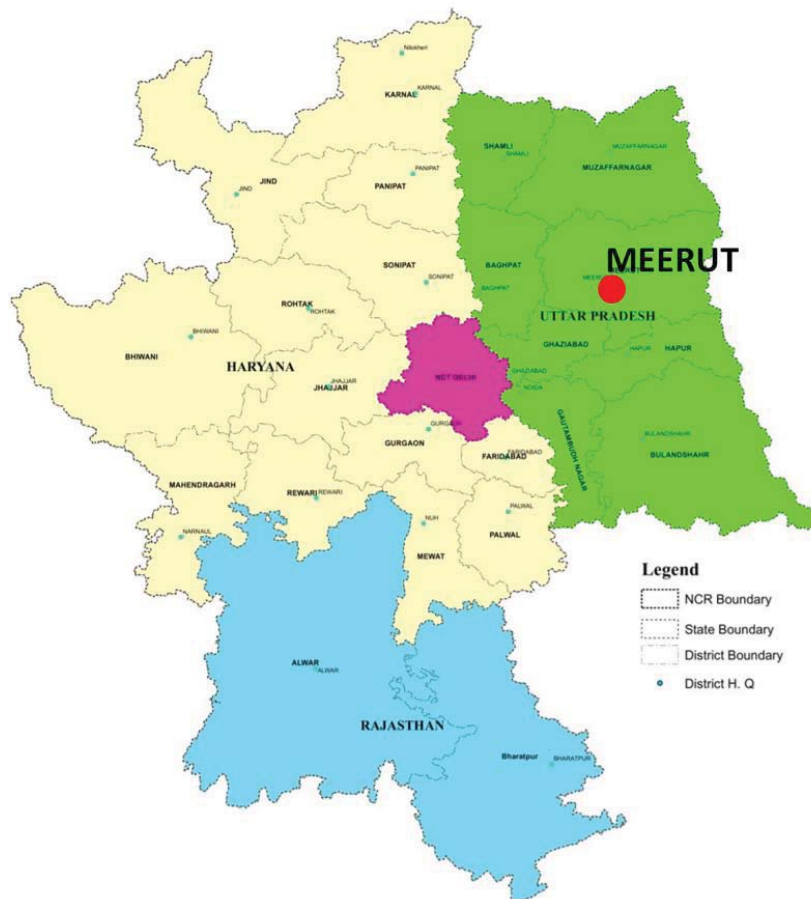 Nilokheri
KARNAL
KARNAL
SHAMLI
SHAMLI
MUZAFFARNAGAR
MUZAFFARNAGAR
PANIPAT
PANIPAT
JIND
JIND
SONIPAT
SONIPAT
BAGHPAT
BAGHPAT
MEERUT
UTTAR PRADESH
ROHTAK
ROHTAK
BHIWANI
BHIWANI
HARYANA
JHAJJAR
JHAJJAR
NCT DELHI
GHAZIABAD
GHAZIABAD
NOIDA
HAPUR
HAPUR
GURGAON
GURGAON
FARIDABAD
FARIDABAD
GAUTAMBUDH NAGAR
BULANDSHAHR
BULANDSHAHR
MAHENDRAGARH
REWARI
REWARI
NARNAUL
NUH
MEWAT
PALWAL
PALWAL
Legend
NCR Boundary
State Boundary
District Boundary
District H. Q
ALWAR
ALWAR
RAJASTHAN
Bharatpur
BHARATPUR